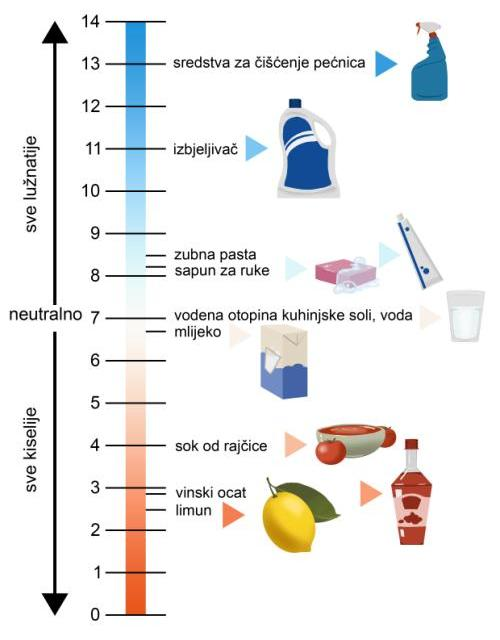 14
13
sredstva za čišćenje pećnica
12
11
izbjeljivač
10
9
zubna pasta
sapun za ruke
8
neutralno 7
vodena otopina kuhinjske soli, voda
mlijeko
6
5
4
sok od rajčice
3
vinski ocat
limun
2
1
0
sve lužnatije
sve kiselije